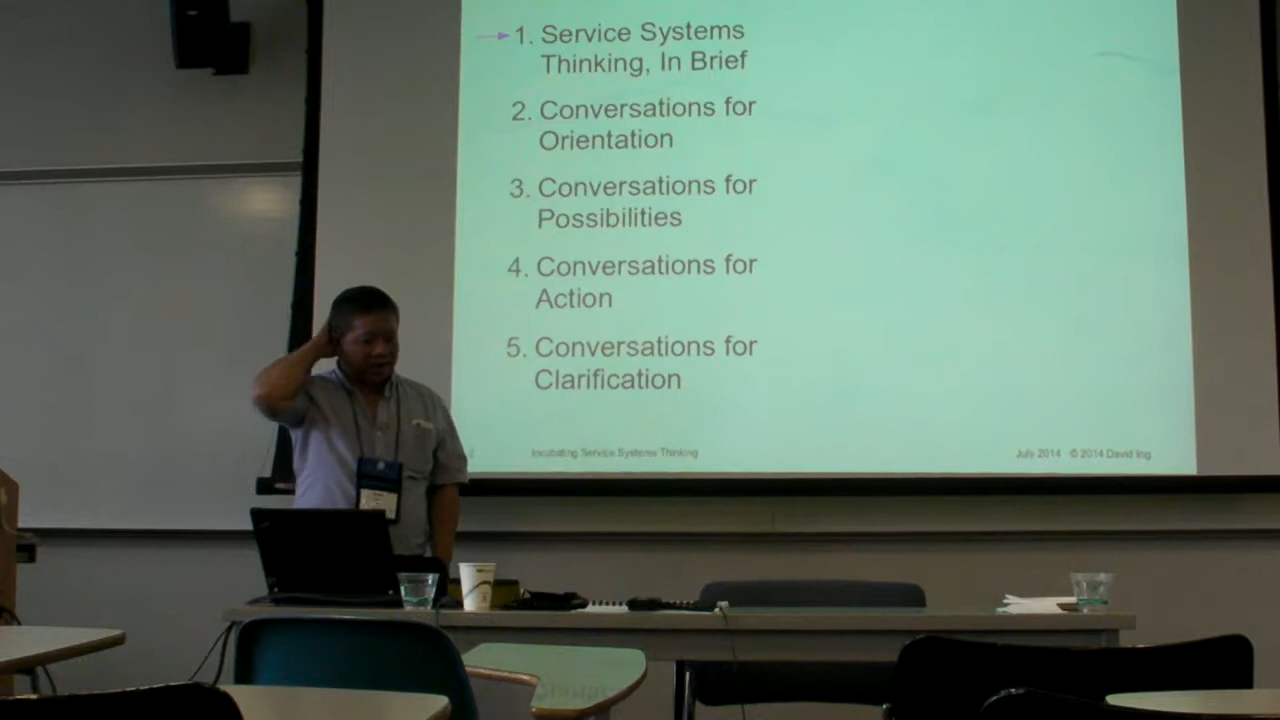 1. Service Systems
Thinking, In Brief
2. Conversations for
Orientation
3. Conversations for
Possibilities
4. Conversations for
Action
5. Conversations for
Clarification
Incubating Service Systems Thinking
July 2014 © 2014 David Ing